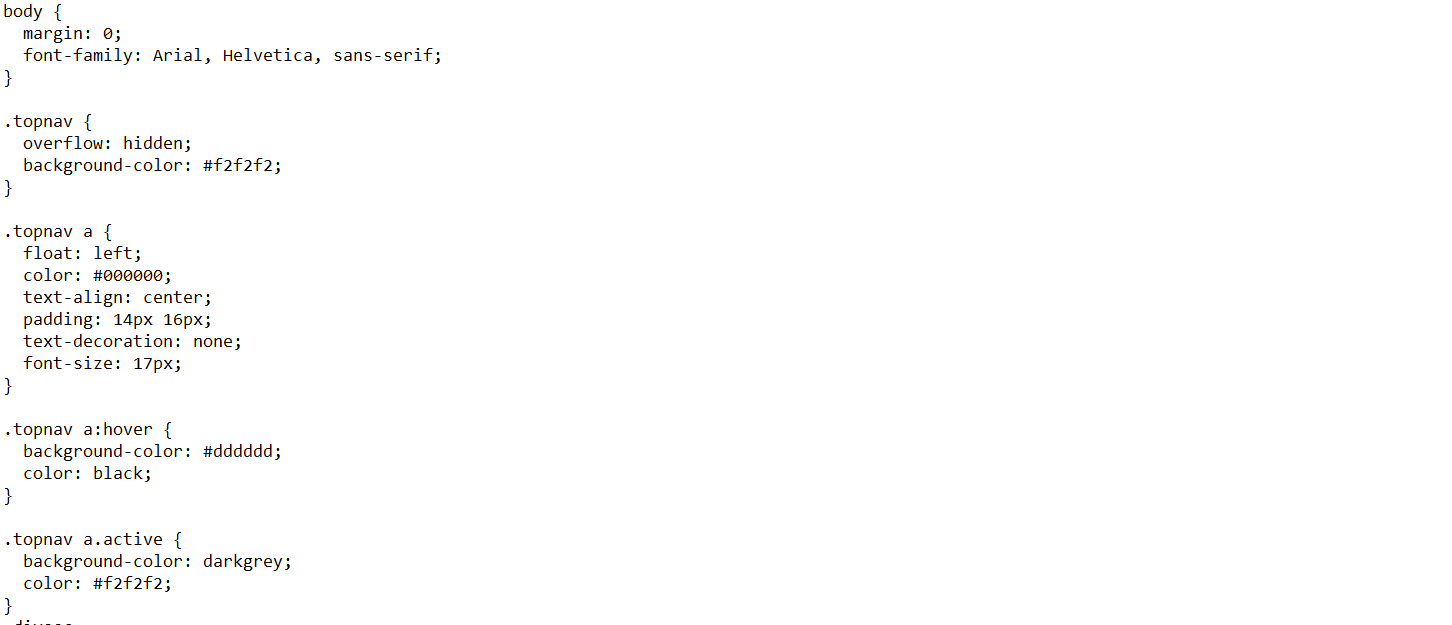 body {
  margin: 0;
  font-family: Arial, Helvetica, sans-serif;
}

.topnav {
  overflow: hidden;
  background-color: #f2f2f2;
}

.topnav a {
  float: left;
  color: #000000;
  text-align: center;
  padding: 14px 16px;
  text-decoration: none;
  font-size: 17px;
}

.topnav a:hover {
  background-color: #dddddd;
  color: black;
}

.topnav a.active {
  background-color: darkgrey;
  color: #f2f2f2;
}